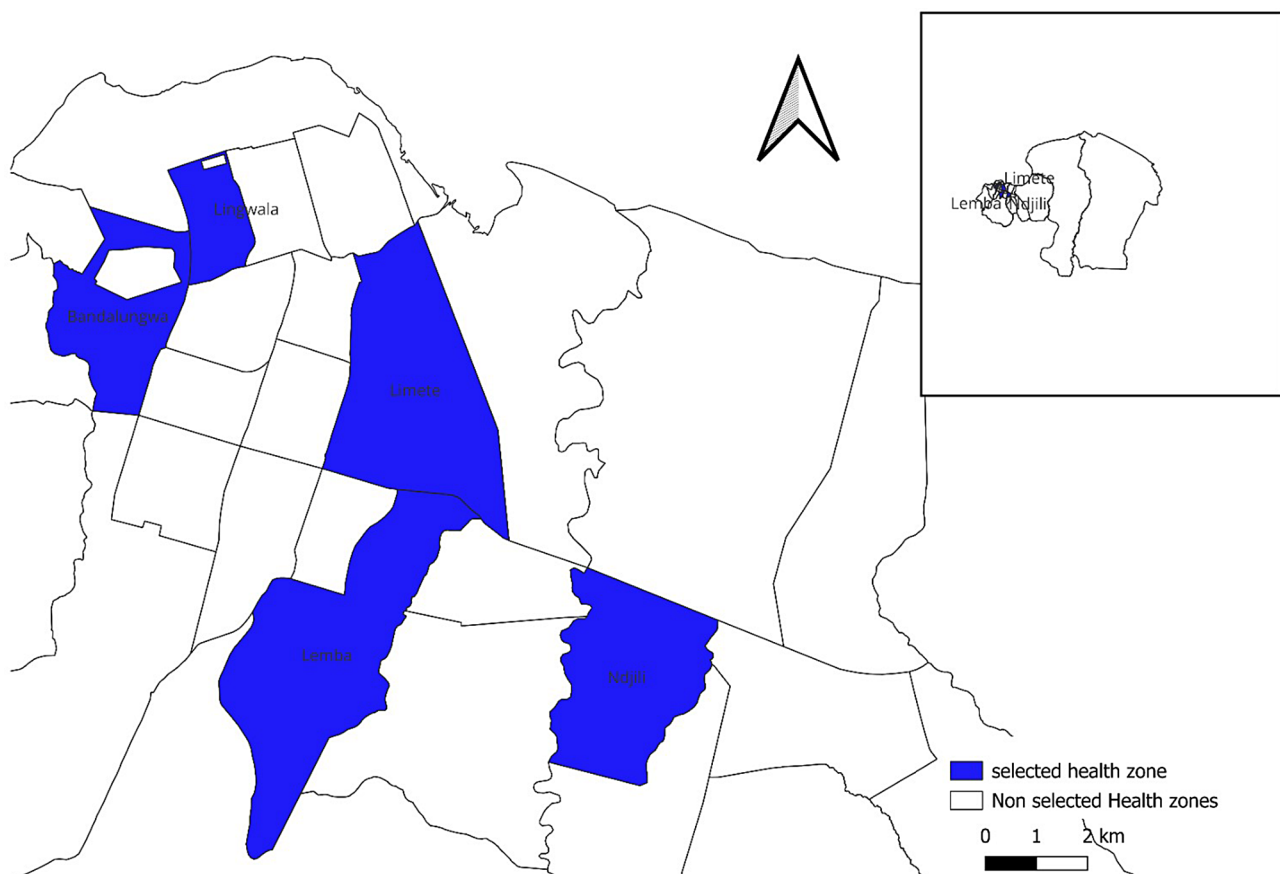 Limete
Lemba Ndjili
Lingwala
Bandalungwa
Limete
Lemba
Ndjili
selected health zone
Non selected Health zones
0 1 2 km